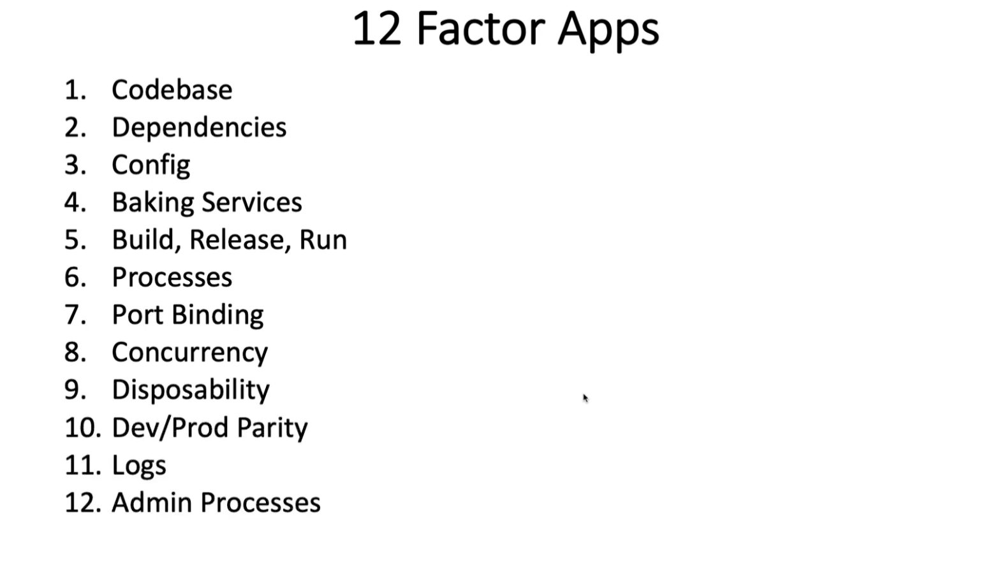 12 Factor Apps
1. Codebase
2. Dependencies
3. Config
4. Baking Services
5. Build, Release, Run
6. Processes
7. Port Binding
8. Concurrency
9. Disposability
10. Dev/Prod Parity
11. Logs
12. Admin Processes